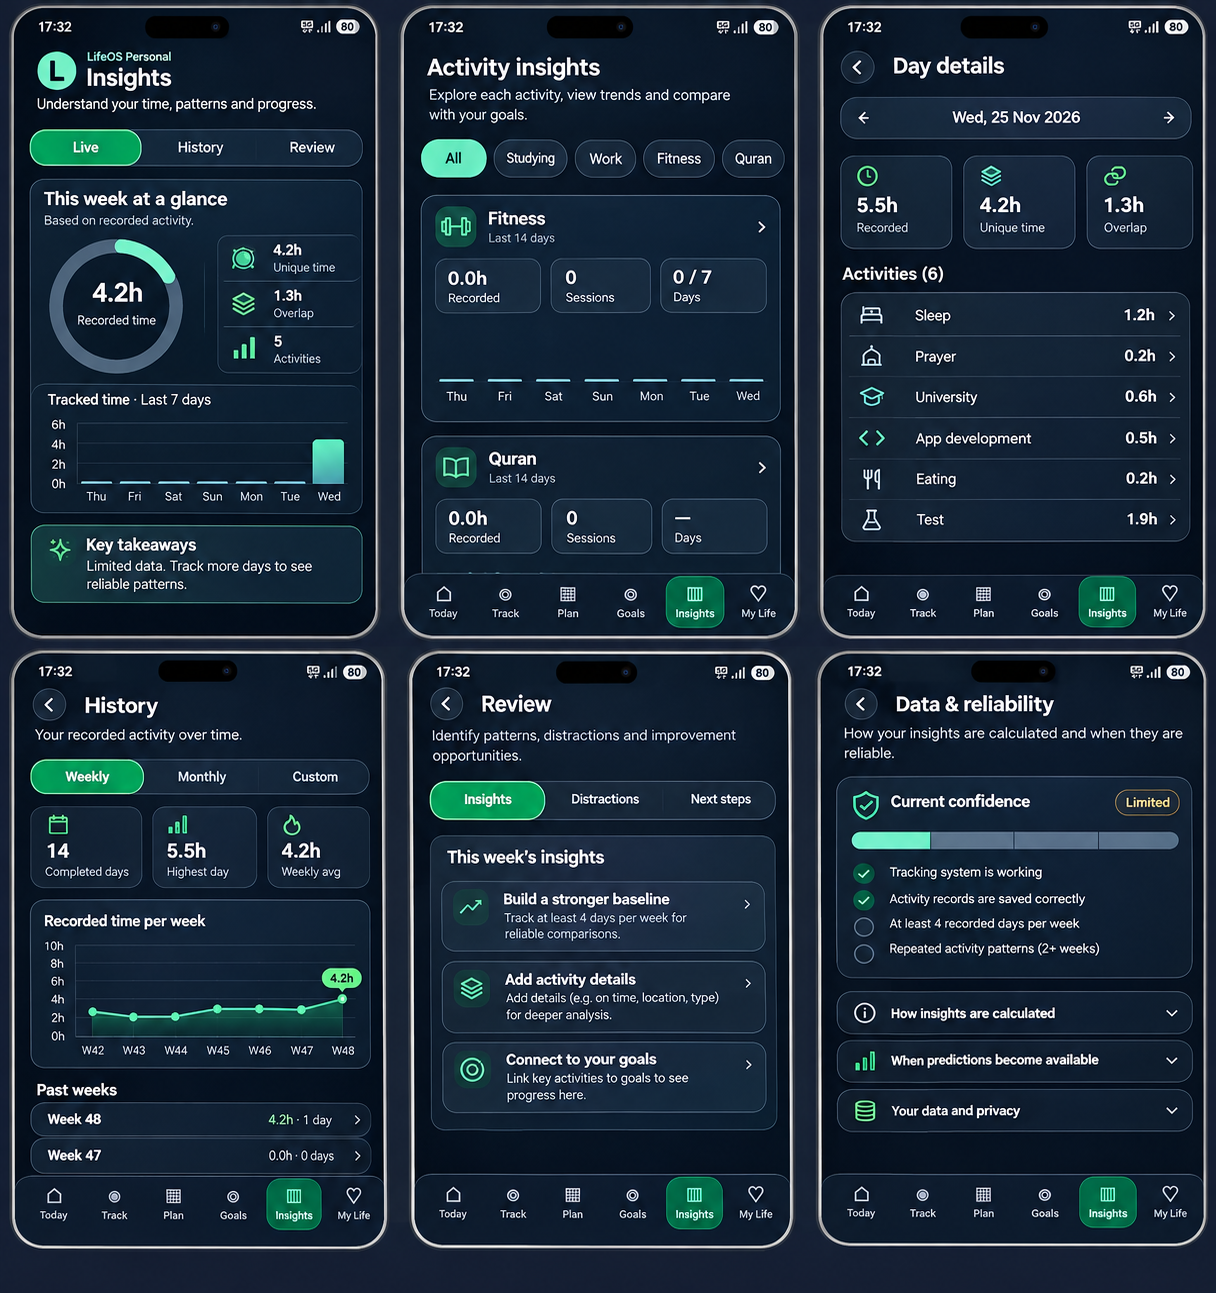 17:32
80
L
LifeOS Personal
Insights
Understand your time, patterns and progress.
Live
History
Review
This week at a glance
Based on recorded activity.
4.2h
Recorded time
4.2h
Unique time
1.3h
Overlap
5
Activities
Tracked time · Last 7 days
6h
4h
2h
0h
Thu Fri Sat Sun Mon Tue Wed
Key takeaways
Limited data. Track more days to see
reliable patterns.
17:32
80
Activity insights
Explore each activity, view trends and compare
with your goals.
All
Studying
Work
Fitness
Quran
Fitness
Last 14 days
0.0h
Recorded
0
Sessions
0 / 7
Days
Thu Fri Sat Sun Mon Tue Wed
Quran
Last 14 days
0.0h
Recorded
0
Sessions
—
Days
Today
Track
Plan
Goals
Insights
My Life
17:32
80
Day details
Wed, 25 Nov 2026
5.5h
Recorded
4.2h
Unique time
1.3h
Overlap
Activities (6)
Sleep 1.2h
Prayer 0.2h
University 0.6h
App development 0.5h
Eating 0.2h
Test 1.9h
Today
Track
Plan
Goals
Insights
My Life
17:32
80
History
Your recorded activity over time.
Weekly
Monthly
Custom
14
Completed days
5.5h
Highest day
4.2h
Weekly avg
Recorded time per week
10h
8h
6h
4h
2h
0h
4.2h
W42 W43 W44 W45 W46 W47 W48
Past weeks
Week 48 4.2h · 1 day
Week 47 0.0h · 0 days
Today
Track
Plan
Goals
Insights
My Life
17:32
80
Review
Identify patterns, distractions and improvement
opportunities.
Insights
Distractions
Next steps
This week's insights
Build a stronger baseline
Track at least 4 days per week for
reliable comparisons.
Add activity details
Add details (e.g. on time, location, type)
for deeper analysis.
Connect to your goals
Link key activities to goals to see
progress here.
Today
Track
Plan
Goals
Insights
My Life
17:32
80
Data & reliability
How your insights are calculated and when they are
reliable.
Current confidence
Limited
Tracking system is working
Activity records are saved correctly
At least 4 recorded days per week
Repeated activity patterns (2+ weeks)
How insights are calculated
When predictions become available
Your data and privacy
Today
Track
Plan
Goals
Insights
My Life